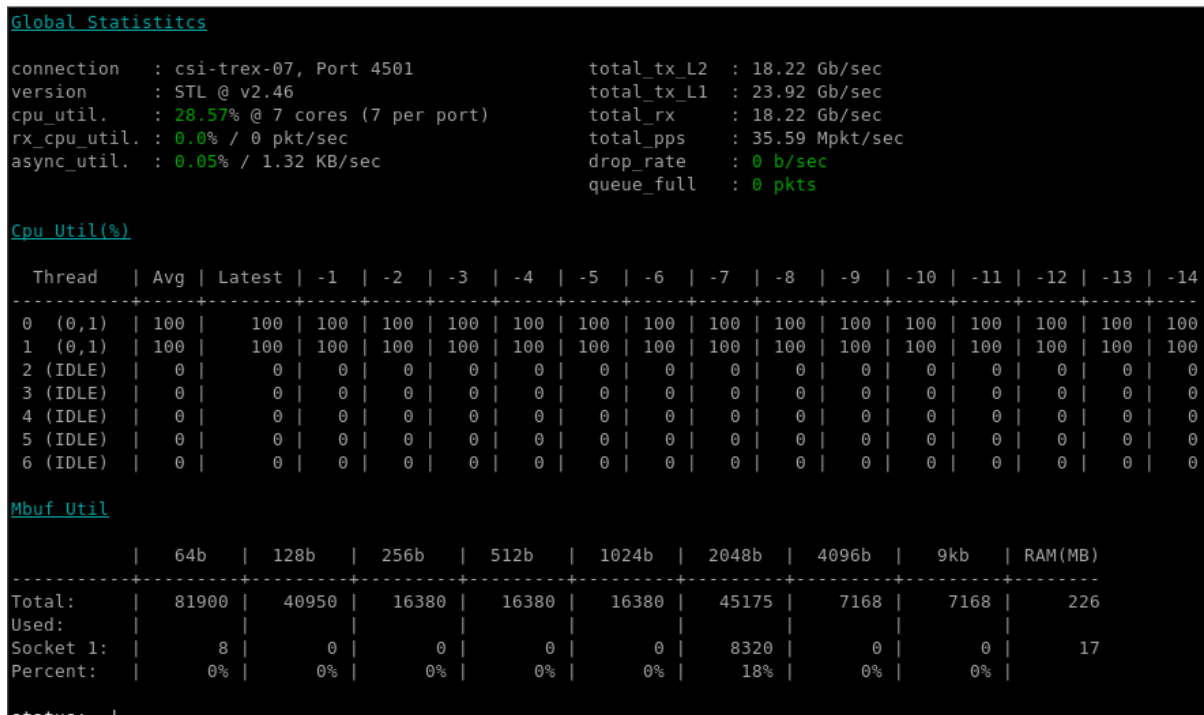 Global Statistitcs
connection   : csi-trex-07, Port 4501                total_tx_L2  : 18.22 Gb/sec
version      : STL @ v2.46                           total_tx_L1  : 23.92 Gb/sec
cpu_util.    : 28.57% @ 7 cores (7 per port)         total_rx     : 18.22 Gb/sec
rx_cpu_util. : 0.0% / 0 pkt/sec                      total_pps    : 35.59 Mpkt/sec
async_util.  : 0.05% / 1.32 KB/sec                   drop_rate    : 0 b/sec
                                                     queue_full   : 0 pkts
Cpu Util(%)
  Thread   | Avg | Latest | -1  | -2  | -3  | -4  | -5  | -6  | -7  | -8  | -9  | -10 | -11 | -12 | -13 | -14
0  (0,1)   | 100 |    100 | 100 | 100 | 100 | 100 | 100 | 100 | 100 | 100 | 100 | 100 | 100 | 100 | 100 | 100
1  (0,1)   | 100 |    100 | 100 | 100 | 100 | 100 | 100 | 100 | 100 | 100 | 100 | 100 | 100 | 100 | 100 | 100
2 (IDLE)   |   0 |      0 |   0 |   0 |   0 |   0 |   0 |   0 |   0 |   0 |   0 |   0 |   0 |   0 |   0 |   0
3 (IDLE)   |   0 |      0 |   0 |   0 |   0 |   0 |   0 |   0 |   0 |   0 |   0 |   0 |   0 |   0 |   0 |   0
4 (IDLE)   |   0 |      0 |   0 |   0 |   0 |   0 |   0 |   0 |   0 |   0 |   0 |   0 |   0 |   0 |   0 |   0
5 (IDLE)   |   0 |      0 |   0 |   0 |   0 |   0 |   0 |   0 |   0 |   0 |   0 |   0 |   0 |   0 |   0 |   0
6 (IDLE)   |   0 |      0 |   0 |   0 |   0 |   0 |   0 |   0 |   0 |   0 |   0 |   0 |   0 |   0 |   0 |   0
Mbuf Util
           |   64b   |  128b   |  256b   |  512b   |  1024b  |  2048b  |  4096b  |   9kb   | RAM(MB)
Total:     |   81900 |   40950 |   16380 |   16380 |   16380 |   45175 |    7168 |    7168 |     226
Used:      |         |         |         |         |         |         |         |         |
Socket 1:  |       8 |       0 |       0 |       0 |       0 |    8320 |       0 |       0 |      17
Percent:   |      0% |      0% |      0% |      0% |      0% |     18% |      0% |      0% |